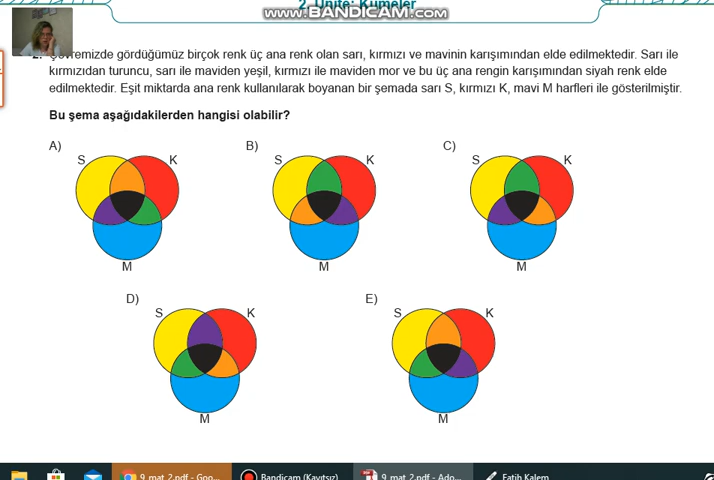 2. Ünite: Kümeler
www.BANDICAM.com
2. Çevremizde gördüğümüz birçok renk üç ana renk olan sarı, kırmızı ve mavinin karışımından elde edilmektedir. Sarı ile
kırmızıdan turuncu, sarı ile maviden yeşil, kırmızı ile maviden mor ve bu üç ana rengin karışımından siyah renk elde
edilmektedir. Eşit miktarda ana renk kullanılarak boyanan bir şemada sarı S, kırmızı K, mavi M harfleri ile gösterilmiştir.
Bu şema aşağıdakilerden hangisi olabilir?
A)
S
K
M
B)
S
K
M
C)
S
K
M
D)
S
K
M
E)
S
K
M
9_mat_2.pdf - Goo...
Bandicam (Kayıtsız)
9_mat_2.pdf - Ado...
Fatih Kalem